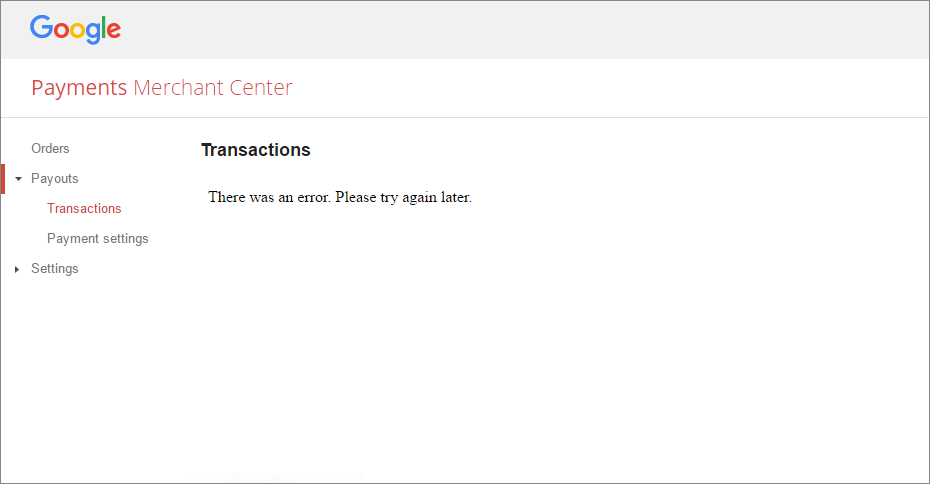 Google
Payments Merchant Center
Orders
Transactions
Payouts
There was an error. Please try again later.
Transactions
Payment settings
Settings